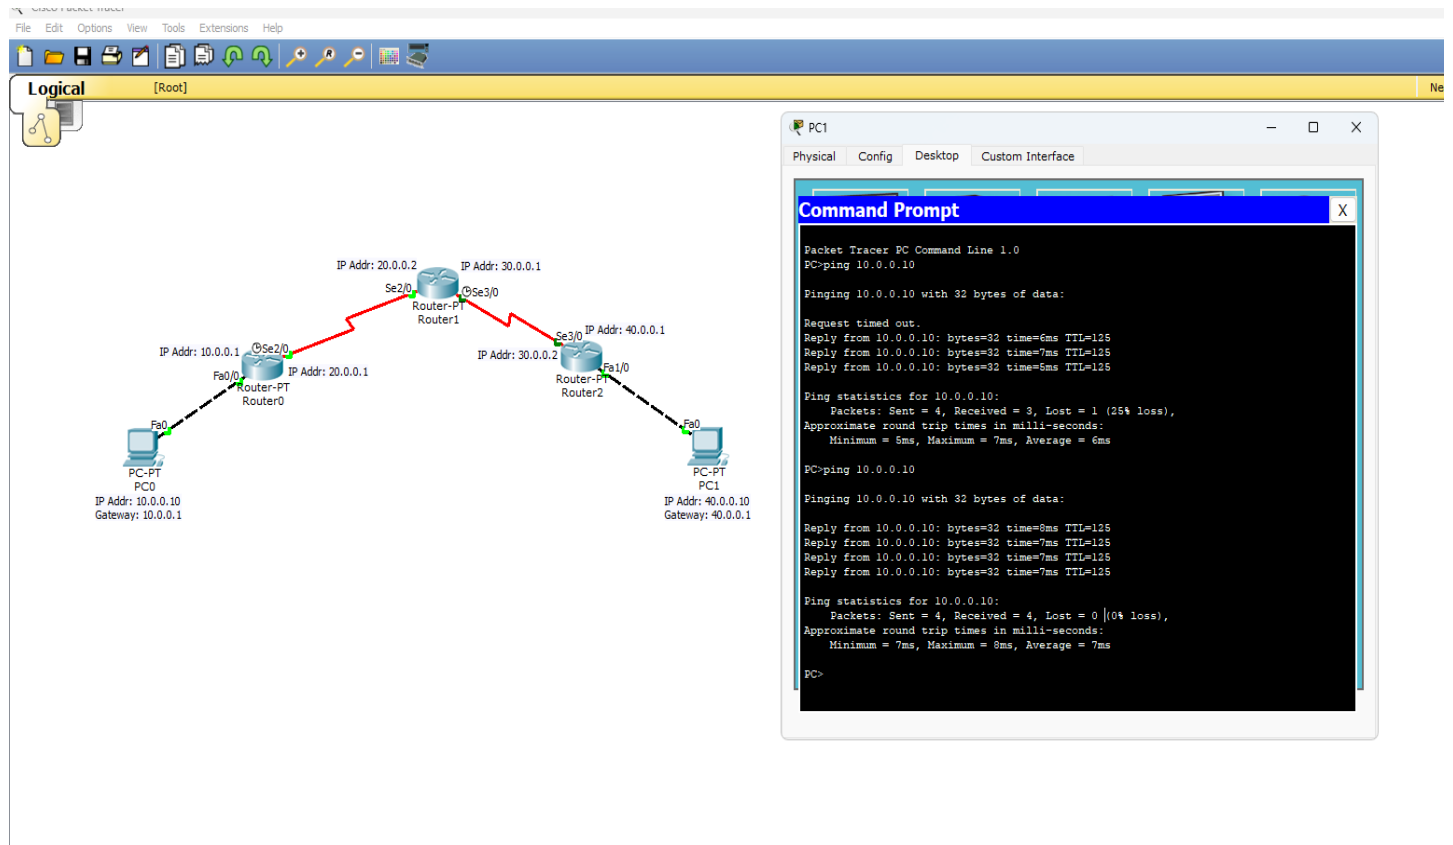 Cisco Packet Tracer
File Edit Options View Tools Extensions Help
Logical [Root] Ne
PC1
Physical Config Desktop Custom Interface
Command Prompt X
Packet Tracer PC Command Line 1.0
PC>ping 10.0.0.10
Pinging 10.0.0.10 with 32 bytes of data:
Request timed out.
Reply from 10.0.0.10: bytes=32 time=6ms TTL=125
Reply from 10.0.0.10: bytes=32 time=7ms TTL=125
Reply from 10.0.0.10: bytes=32 time=5ms TTL=125
Ping statistics for 10.0.0.10:
Packets: Sent = 4, Received = 3, Lost = 1 (25% loss),
Approximate round trip times in milli-seconds:
Minimum = 5ms, Maximum = 7ms, Average = 6ms
PC>ping 10.0.0.10
Pinging 10.0.0.10 with 32 bytes of data:
Reply from 10.0.0.10: bytes=32 time=8ms TTL=125
Reply from 10.0.0.10: bytes=32 time=7ms TTL=125
Reply from 10.0.0.10: bytes=32 time=7ms TTL=125
Reply from 10.0.0.10: bytes=32 time=7ms TTL=125
Ping statistics for 10.0.0.10:
Packets: Sent = 4, Received = 4, Lost = 0 (0% loss),
Approximate round trip times in milli-seconds:
Minimum = 7ms, Maximum = 8ms, Average = 7ms
PC>
IP Addr: 20.0.0.2
IP Addr: 30.0.0.1
Se2/0
Se3/0
Router-PT
Router1
Se3/0
IP Addr: 40.0.0.1
IP Addr: 30.0.0.2
Fa1/0
Router-PT
Router2
IP Addr: 10.0.0.1
Se2/0
IP Addr: 20.0.0.1
Fa0/0
Router-PT
Router0
Fa0
PC-PT
PC0
IP Addr: 10.0.0.10
Gateway: 10.0.0.1
Fa0
PC-PT
PC1
IP Addr: 40.0.0.10
Gateway: 40.0.0.1